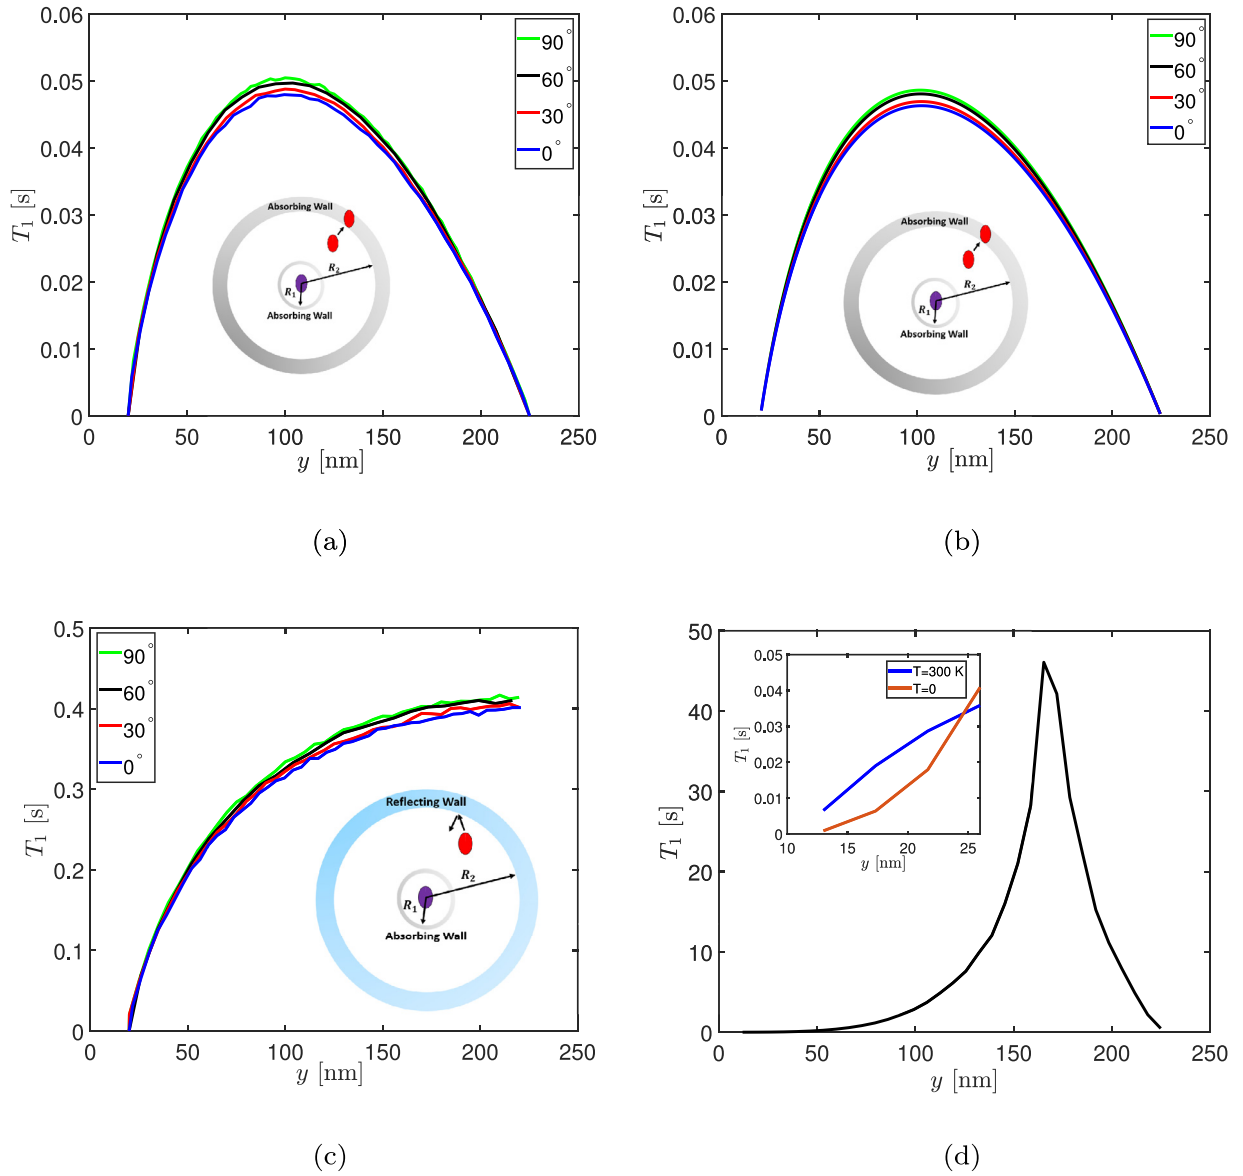 0.06
0.05
0.04
0.03
0.02
0.01
0
T₁ [s]
90°
60°
30°
0°
Absorbing Wall
R₂
R₁
Absorbing Wall
0 50 100 150 200 250
y [nm]
(a)
0.06
0.05
0.04
0.03
0.02
0.01
0
T₁ [s]
90°
60°
30°
0°
Absorbing Wall
R₂
R₁
Absorbing Wall
0 50 100 150 200 250
y [nm]
(b)
0.5
0.4
0.3
0.2
0.1
0
T₁ [s]
90°
60°
30°
0°
Reflecting Wall
R₂
R₁
Absorbing Wall
0 50 100 150 200 250
y [nm]
(c)
50
40
30
20
10
0
T₁ [s]
0.05
0.04
0.03
0.02
0.01
0
T₁ [s]
T=300 K
T=0
10 15 20 25
y [nm]
0 50 100 150 200 250
y [nm]
(d)